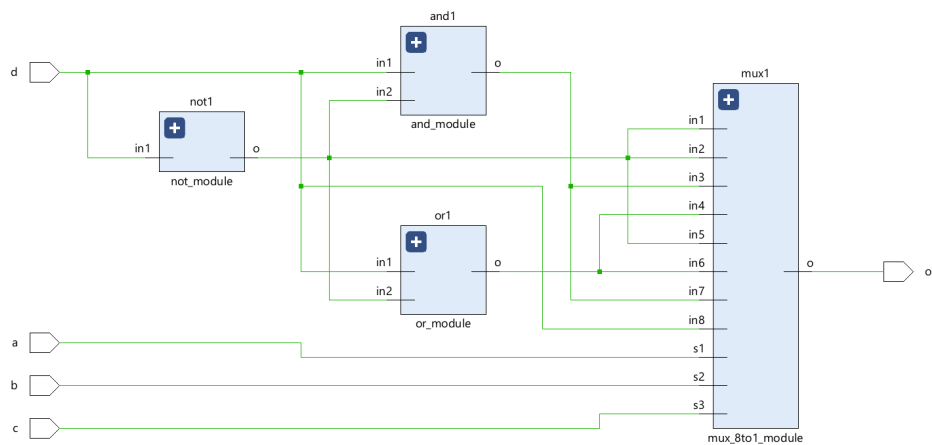 and1
d
in1
o
in2
and_module
not1
in1
o
not_module
mux1
in1
in2
in3
in4
in5
in6
in7
in8
s1
s2
s3
o
mux_8to1_module
or1
in1
o
in2
or_module
o
a
b
c